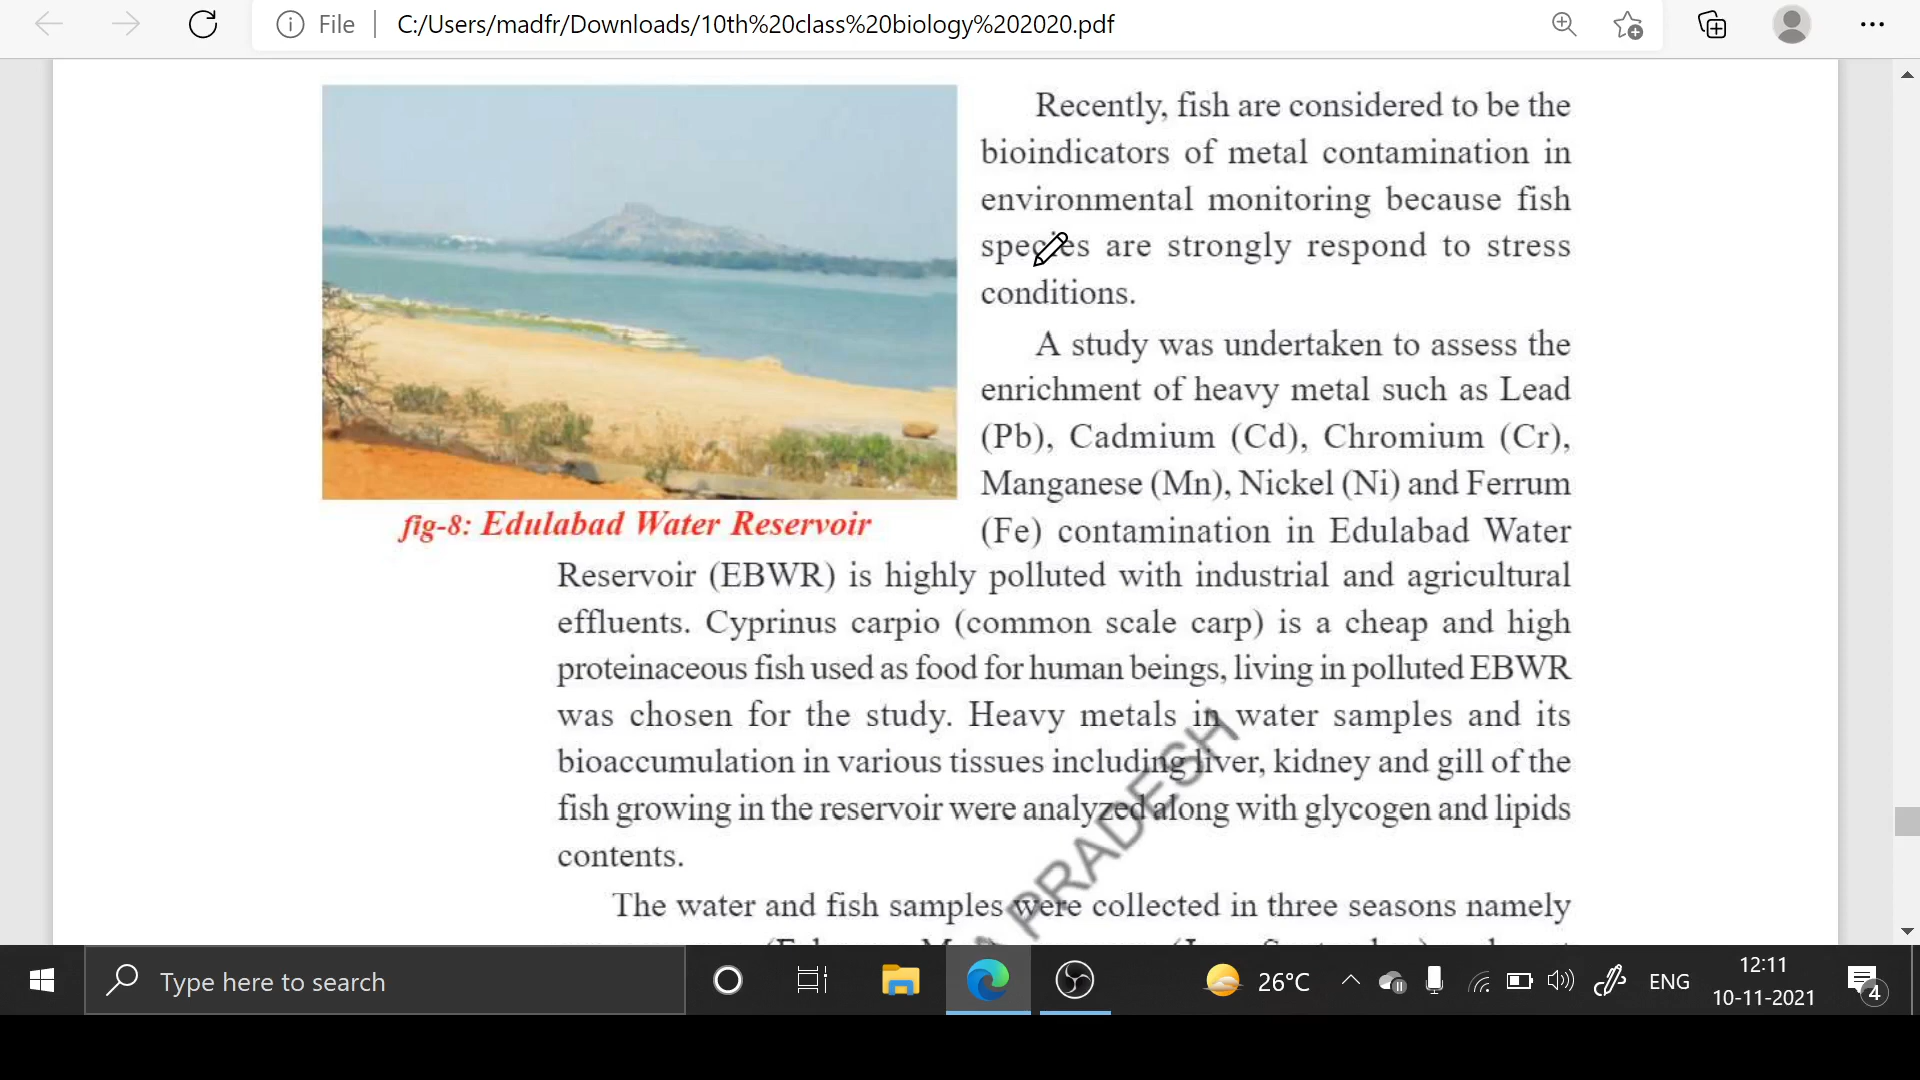 File
C:/Users/madfr/Downloads/10th%20class%20biology%202020.pdf
Recently, fish are considered to be the
bioindicators of metal contamination in
environmental monitoring because fish
species are strongly respond to stress
conditions.
A study was undertaken to assess the
enrichment of heavy metal such as Lead
(Pb), Cadmium (Cd), Chromium (Cr),
Manganese (Mn), Nickel (Ni) and Ferrum
(Fe) contamination in Edulabad Water
fig-8: Edulabad Water Reservoir
Reservoir (EBWR) is highly polluted with industrial and agricultural
effluents. Cyprinus carpio (common scale carp) is a cheap and high
proteinaceous fish used as food for human beings, living in polluted EBWR
was chosen for the study. Heavy metals in water samples and its
bioaccumulation in various tissues including liver, kidney and gill of the
fish growing in the reservoir were analyzed along with glycogen and lipids
contents.
The water and fish samples were collected in three seasons namely
PRADESH
Type here to search
26°C
ENG
12:11
10-11-2021
4